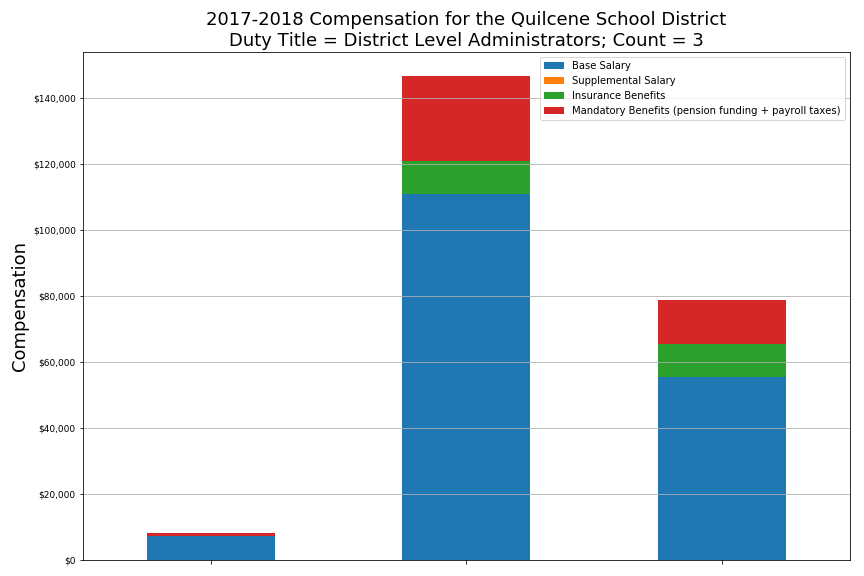 2017-2018 Compensation for the Quilcene School District
Duty Title = District Level Administrators; Count = 3
Base Salary
Supplemental Salary
Insurance Benefits
Mandatory Benefits (pension funding + payroll taxes)
Compensation
$140,000
$120,000
$100,000
$80,000
$60,000
$40,000
$20,000
$0